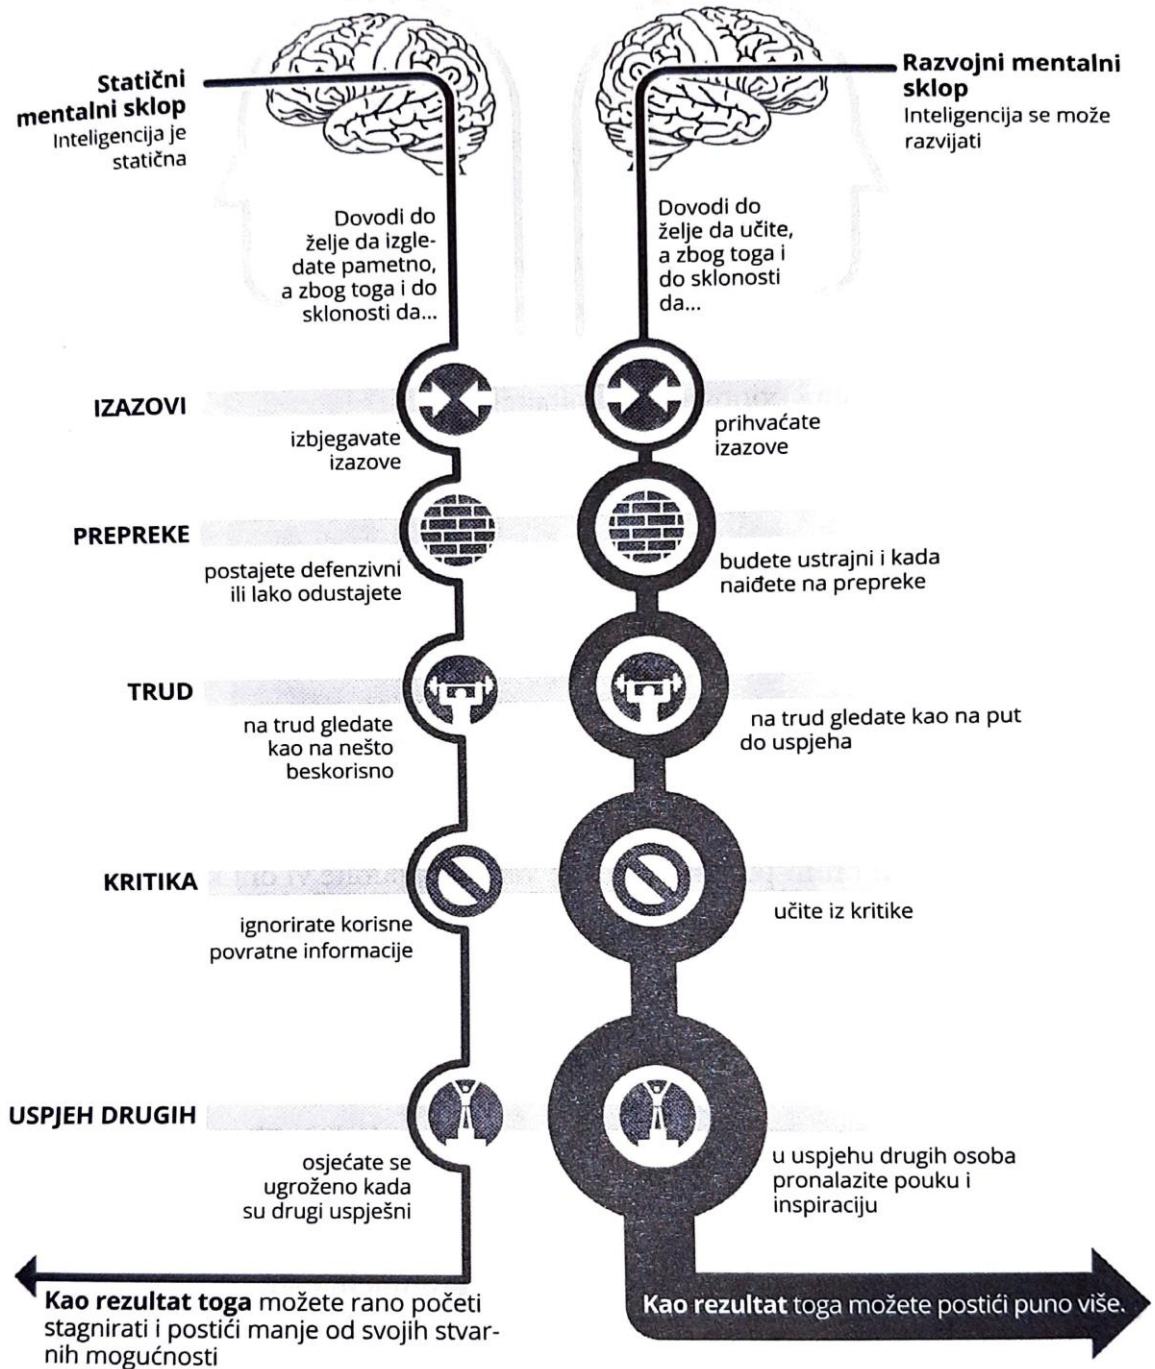 Statični
mentalni sklop
Inteligencija je
statična
Razvojni mentalni
sklop
Inteligencija se može
razvijati
Dovodi do
želje da izgle-
date pametno,
a zbog toga i do
sklonosti da...
Dovodi do
želje da učite,
a zbog toga i
do sklonosti
da...
IZAZOVI
izbjegavate
izazove
prihvaćate
izazove
PREPREKE
postajete defenzivni
ili lako odustajete
budete ustrajni i kada
naiđete na prepreke
TRUD
na trud gledate
kao na nešto
beskorisno
na trud gledate kao na put
do uspjeha
KRITIKA
ignorirate korisne
povratne informacije
učite iz kritike
USPJEH DRUGIH
osjećate se
ugroženo kada
su drugi uspješni
u uspjehu drugih osoba
pronalazite pouku i
inspiraciju
Kao rezultat toga možete rano početi
stagnirati i postići manje od svojih stvar-
nih mogućnosti
Kao rezultat toga možete postići puno više.